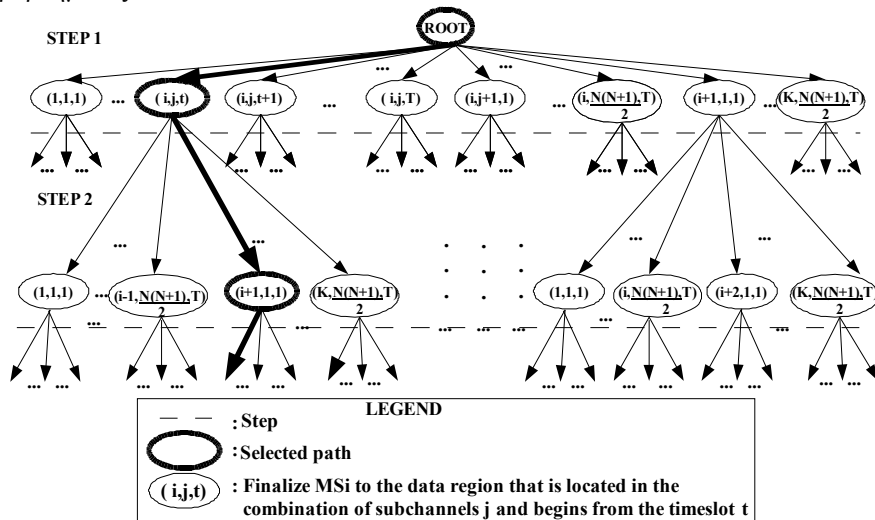 ROOT
STEP 1
... ...
(1,1,1) ... (i,j,t) (i,j,t+1) ... (i,j,T) (i,j+1,1) ... (i,N(N+1),T) (i+1,1,1) ... (K,N(N+1),T)
2 2
... ... ... ... ... ... ... ... ... ... ... ... ... ...
STEP 2
... ... ... ...
(1,1,1) ... (i-1,N(N+1),T) (i+1,1,1) (K,N(N+1),T) . . . (1,1,1) (i,N(N+1),T) (i+2,1,1) (K,N(N+1),T)
2 2 2 2
... ... ... ... ... ...
... ... ... ... ... ... ... ... ... ... ... ... ... ... ... ...
LEGEND
: Step
: Selected path
(i,j,t) : Finalize MSi to the data region that is located in the
combination of subchannels j and begins from the timeslot t